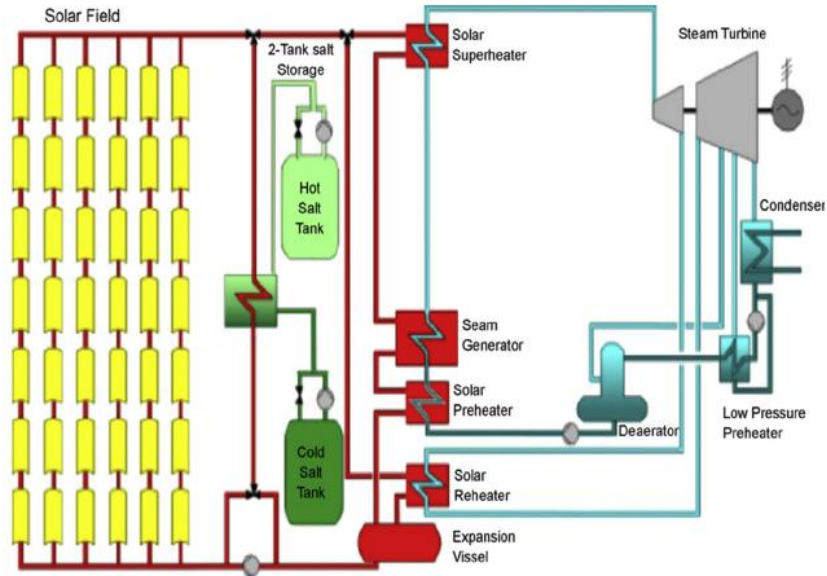 Solar Field
2-Tank salt
Storage
Solar
Superheater
Steam Turbine
Hot
Salt
Tank
Condenser
Seam
Generator
Solar
Preheater
Deaerator
Low Pressure
Preheater
Cold
Salt
Tank
Solar
Reheater
Expansion
Vissel